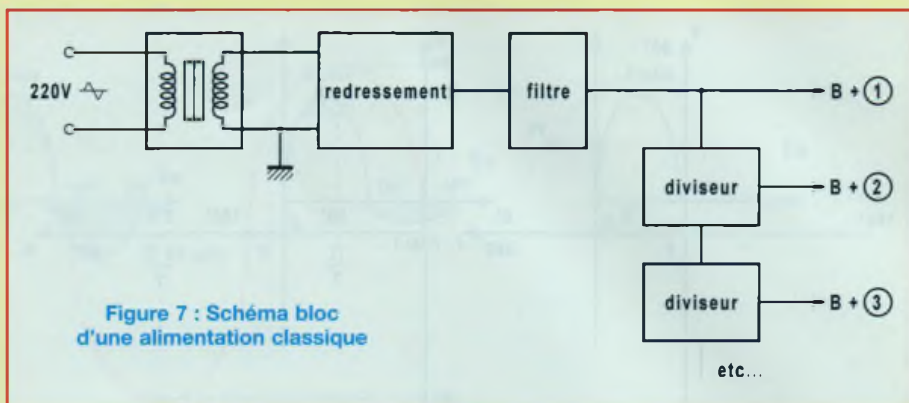 220V
redressement
filtre
B + 1
diviseur
B + 2
diviseur
B + 3
etc...
Figure 7 : Schéma bloc
d'une alimentation classique